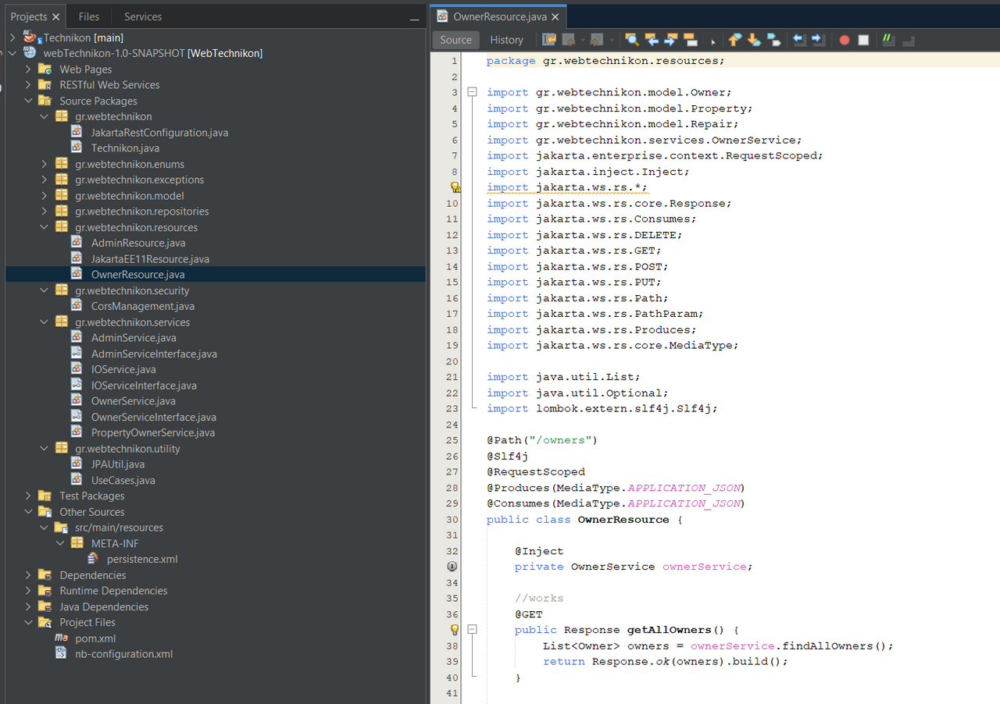 Projects
Files
Services
Technikon [main]
webTechnikon-1.0-SNAPSHOT [WebTechnikon]
Web Pages
RESTful Web Services
Source Packages
gr.webtechnikon
JakartaRestConfiguration.java
Technikon.java
gr.webtechnikon.enums
gr.webtechnikon.exceptions
gr.webtechnikon.model
gr.webtechnikon.repositories
gr.webtechnikon.resources
AdminResource.java
JakartaEE11Resource.java
OwnerResource.java
gr.webtechnikon.security
CorsManagement.java
gr.webtechnikon.services
AdminService.java
AdminServiceInterface.java
IOService.java
IOServiceInterface.java
OwnerService.java
OwnerServiceInterface.java
PropertyOwnerService.java
gr.webtechnikon.utility
JPAUtil.java
UseCases.java
Test Packages
Other Sources
src/main/resources
META-INF
persistence.xml
Dependencies
Runtime Dependencies
Java Dependencies
Project Files
pom.xml
nb-configuration.xml
OwnerResource.java
Source History
1 package gr.webtechnikon.resources;
2
3 import gr.webtechnikon.model.Owner;
4 import gr.webtechnikon.model.Property;
5 import gr.webtechnikon.model.Repair;
6 import gr.webtechnikon.services.OwnerService;
7 import jakarta.enterprise.context.RequestScoped;
8 import jakarta.inject.Inject;
import jakarta.ws.rs.*;
10 import jakarta.ws.rs.core.Response;
11 import jakarta.ws.rs.Consumes;
12 import jakarta.ws.rs.DELETE;
13 import jakarta.ws.rs.GET;
14 import jakarta.ws.rs.POST;
15 import jakarta.ws.rs.PUT;
16 import jakarta.ws.rs.Path;
17 import jakarta.ws.rs.PathParam;
18 import jakarta.ws.rs.Produces;
19 import jakarta.ws.rs.core.MediaType;
20
21 import java.util.List;
22 import java.util.Optional;
23 import lombok.extern.slf4j.Slf4j;
24
25 @Path("/owners")
26 @Slf4j
27 @RequestScoped
28 @Produces(MediaType.APPLICATION_JSON)
29 @Consumes(MediaType.APPLICATION_JSON)
30 public class OwnerResource {
31
32 @Inject
private OwnerService ownerService;
34
35 //works
36 @GET
public Response getAllOwners() {
38 List<Owner> owners = ownerService.findAllOwners();
39 return Response.ok(owners).build();
40 }
41